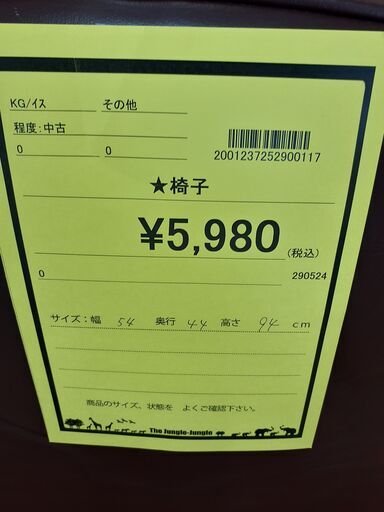 KG/イス その他
程度:中古
0 0
2001237252900117
★椅子
¥5,980 (税込)
0 290524
サイズ:幅 54 奥行 44 高さ 94 cm
商品のサイズ、状態を よくご確認下さい。
The Jungle-Jungle